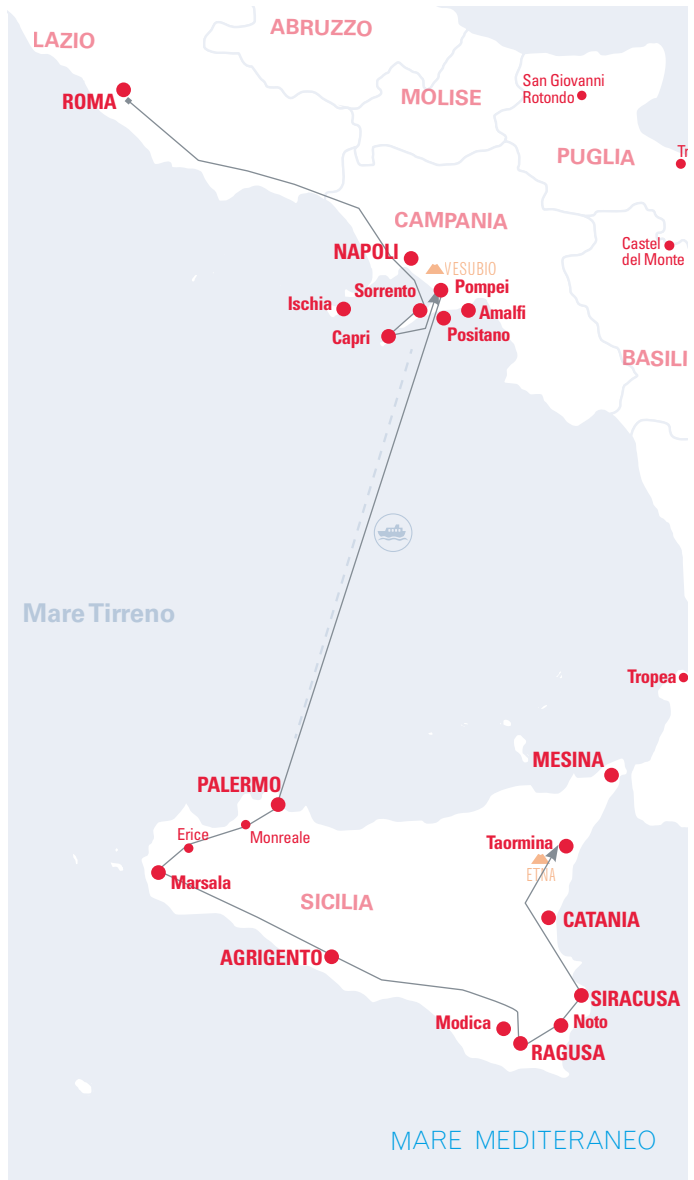 ABRUZZO
LAZIO
San Giovanni
Rotondo
ROMA
MOLISE
PUGLIA
Tr
CAMPANIA
Castel
del Monte
NAPOLI
VESUBIO
Sorrento
Pompei
Ischia
Amalfi
Capri
Positano
BASILI
Mare Tirreno
Tropea
MESINA
PALERMO
Erice
Monreale
Taormina
ETNA
Marsala
SICILIA
CATANIA
AGRIGENTO
SIRACUSA
Modica
Noto
RAGUSA
MARE MEDITERANEO